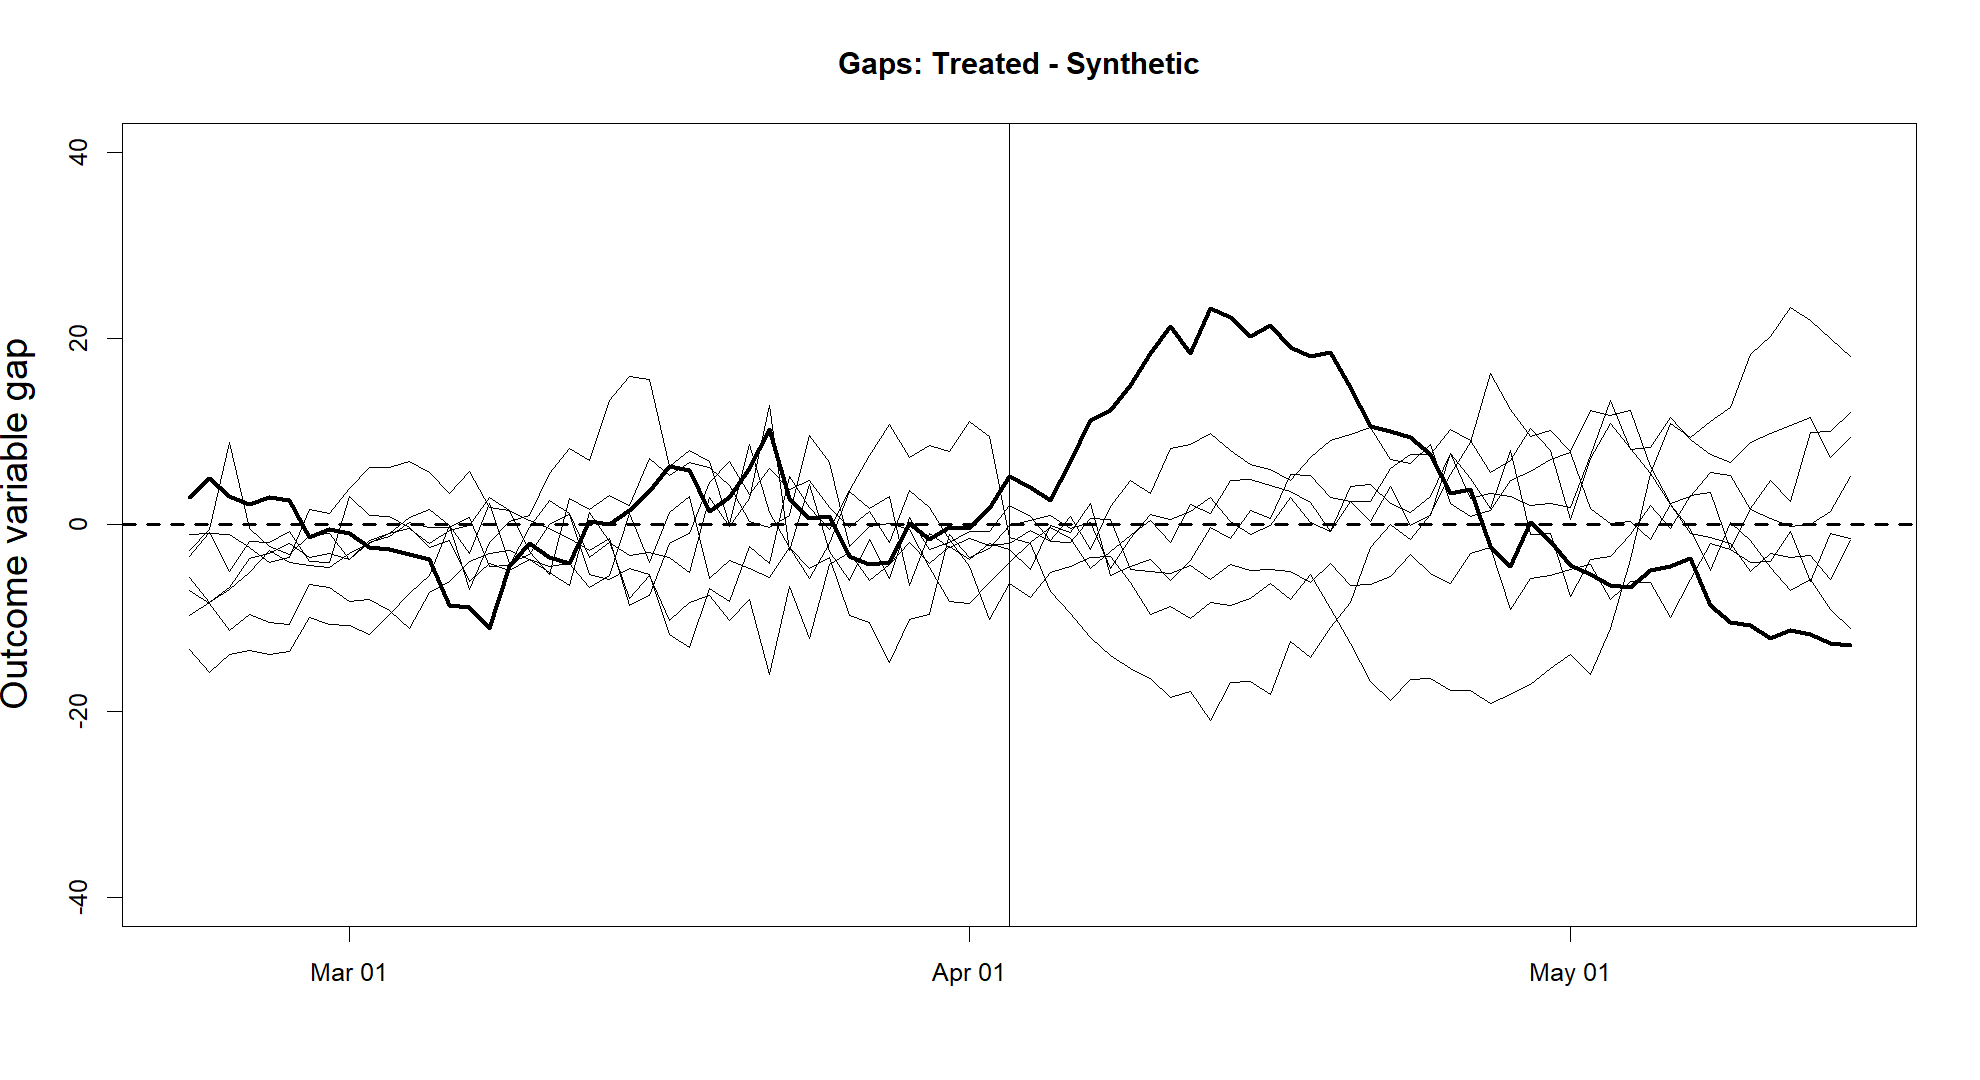 Gaps: Treated - Synthetic
Outcome variable gap
40
20
0
-20
-40
Mar 01
Apr 01
May 01